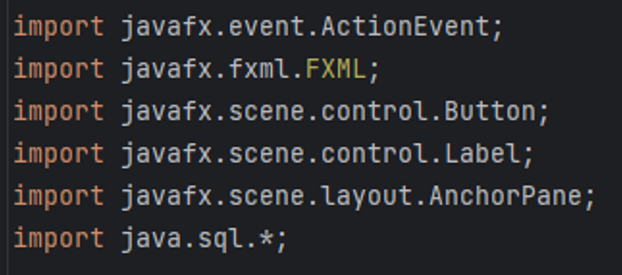 import javafx.event.ActionEvent;
import javafx.fxml.FXML;
import javafx.scene.control.Button;
import javafx.scene.control.Label;
import javafx.scene.layout.AnchorPane;
import java.sql.*;